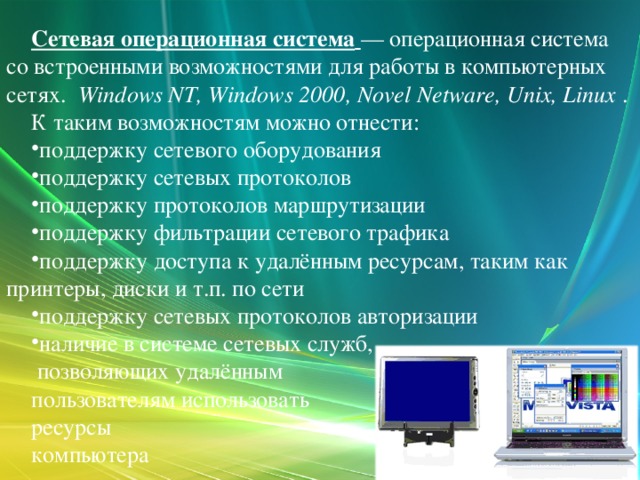 Сетевая операционная система — операционная система
со встроенными возможностями для работы в компьютерных
сетях. Windows NT, Windows 2000, Novel Netware, Unix, Linux .
К таким возможностям можно отнести:
•поддержку сетевого оборудования
•поддержку сетевых протоколов
•поддержку протоколов маршрутизации
•поддержку фильтрации сетевого трафика
•поддержку доступа к удалённым ресурсам, таким как
принтеры, диски и т.п. по сети
•поддержку сетевых протоколов авторизации
•наличие в системе сетевых служб,
позволяющих удалённым
пользователям использовать
ресурсы
компьютера
VISTA